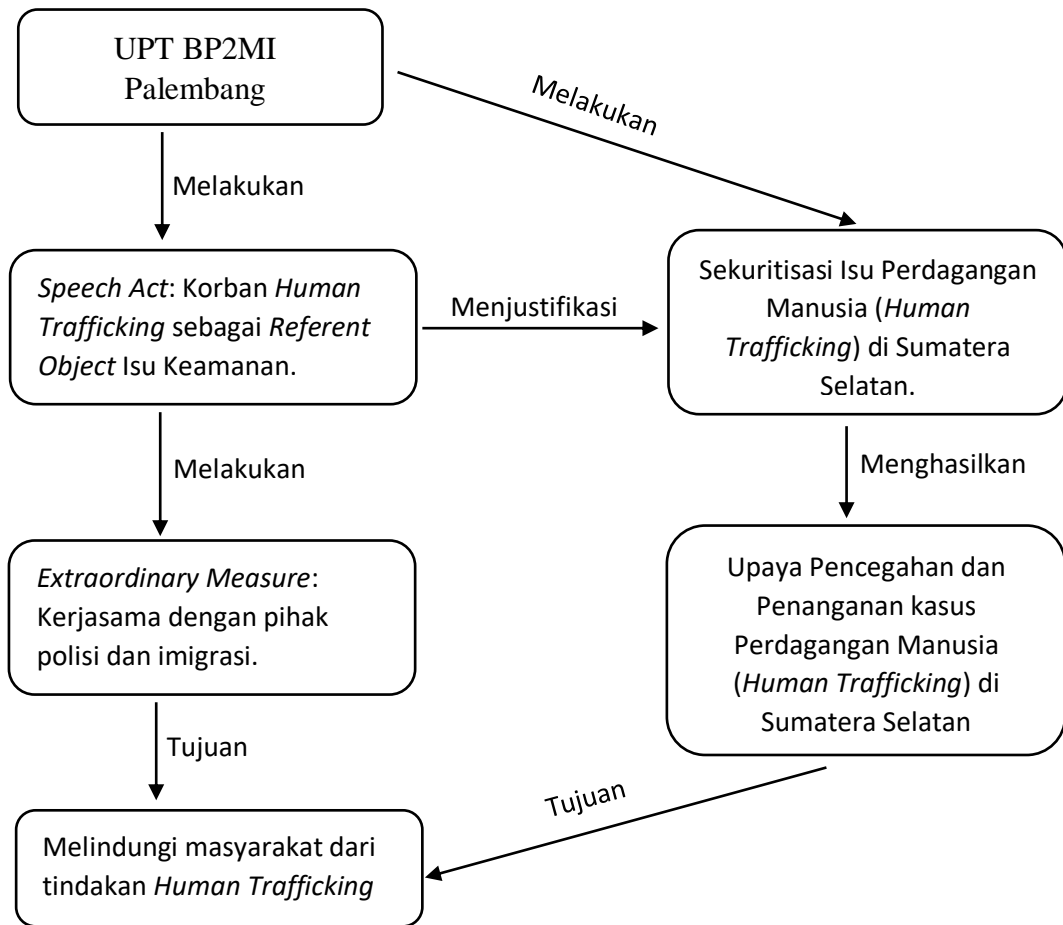 UPT BP2MI
Palembang
Melakukan
Melakukan
Speech Act: Korban Human
Trafficking sebagai Referent
Object Isu Keamanan.
Menjustifikasi
Sekuritisasi Isu Perdagangan
Manusia (Human
Trafficking) di Sumatera
Selatan.
Melakukan
Menghasilkan
Extraordinary Measure:
Kerjasama dengan pihak
polisi dan imigrasi.
Upaya Pencegahan dan
Penanganan kasus
Perdagangan Manusia
(Human Trafficking) di
Sumatera Selatan
Tujuan
Tujuan
Melindungi masyarakat dari
tindakan Human Trafficking